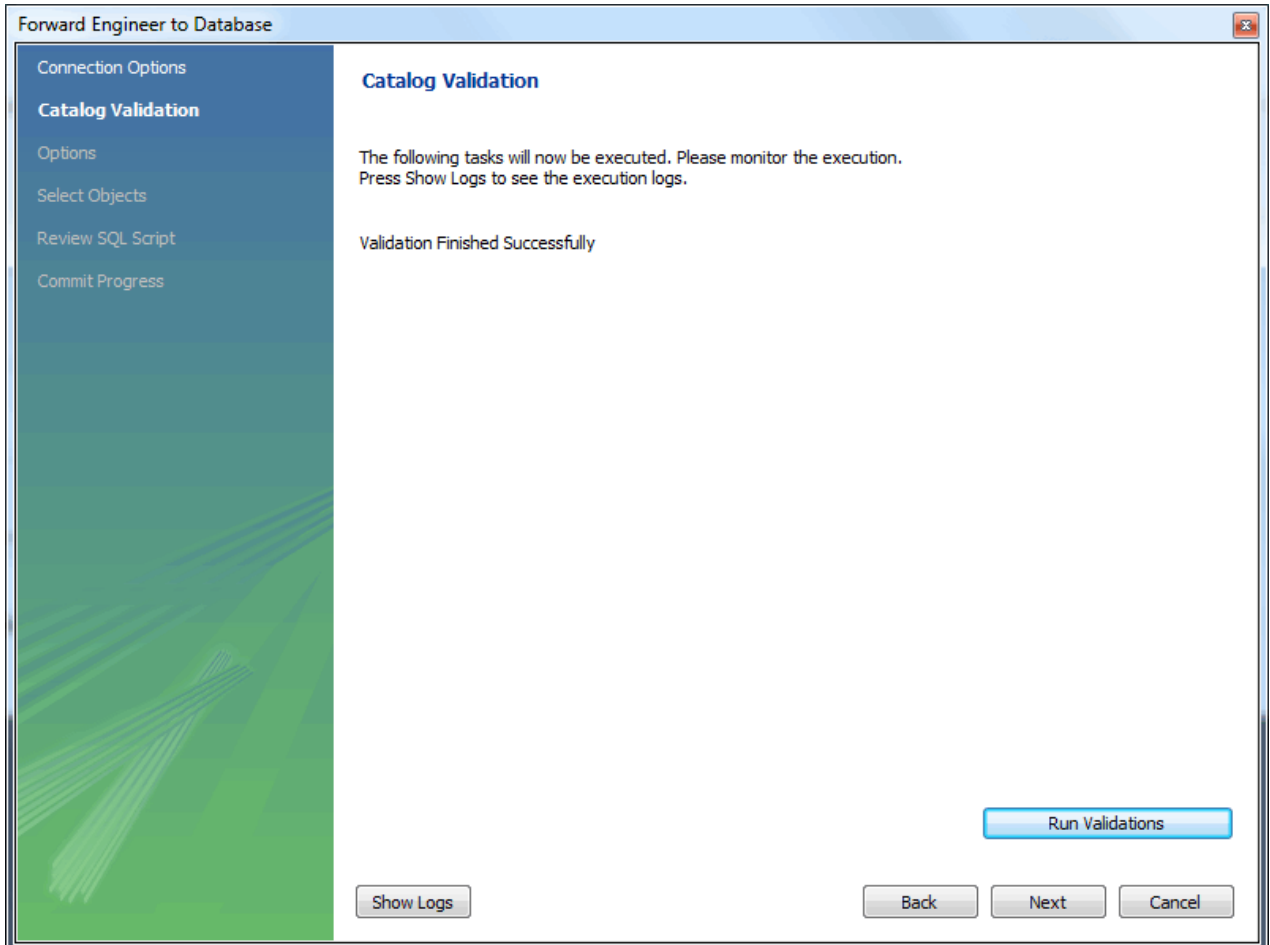 Forward Engineer to Database
Connection Options
Catalog Validation
Options
Select Objects
Review SQL Script
Commit Progress
Catalog Validation
The following tasks will now be executed. Please monitor the execution.
Press Show Logs to see the execution logs.
Validation Finished Successfully
Run Validations
Show Logs
Back
Next
Cancel